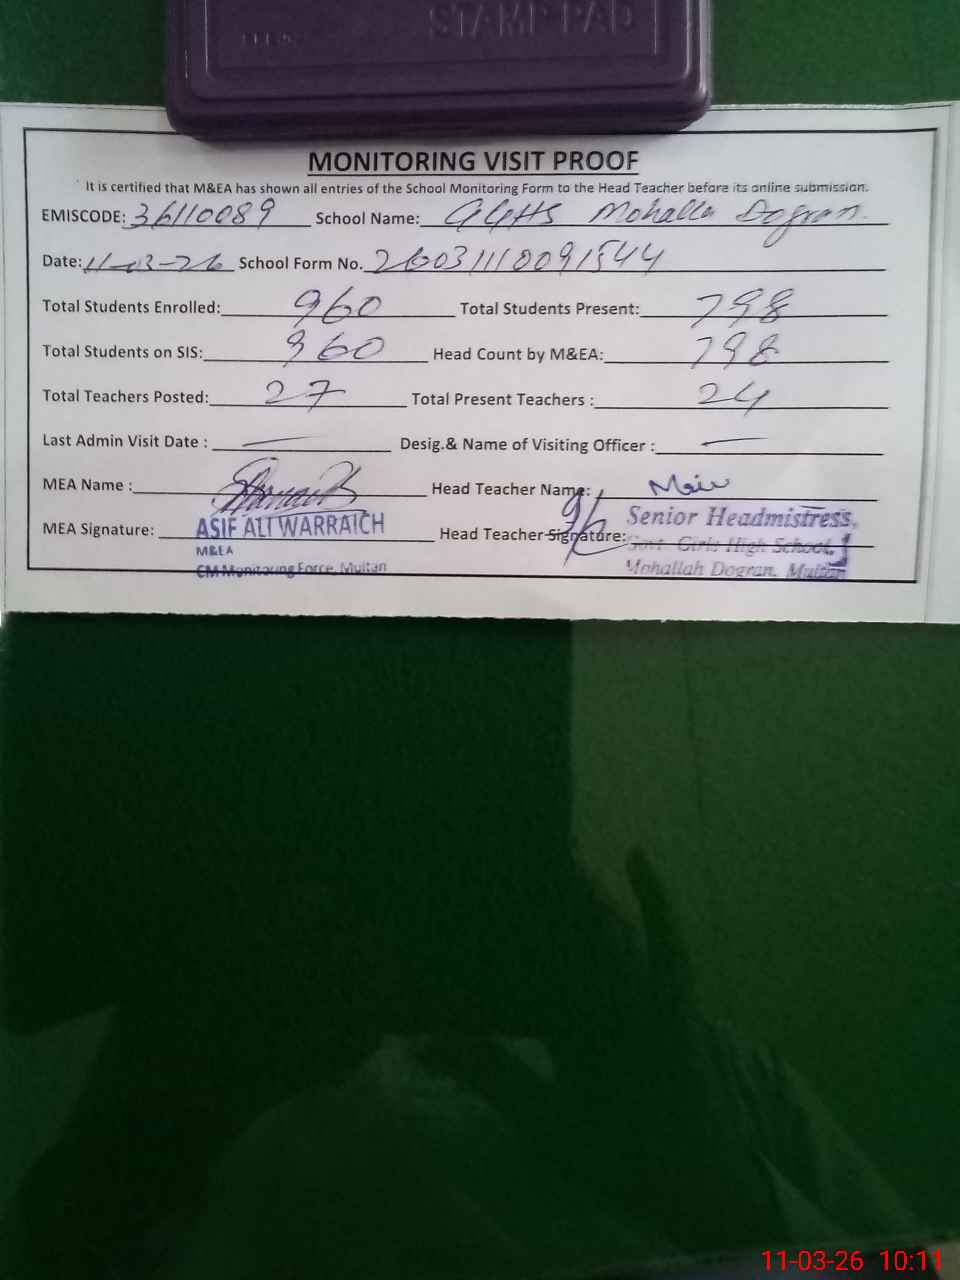 STAMP PAD
MONITORING VISIT PROOF
It is certified that M&EA has shown all entries of the School Monitoring Form to the Head Teacher before its online submission.
EMISCODE: 36110089 School Name: GGHS Mohalla Dogran.
Date: 11-03-26 School Form No. 26031110091544
Total Students Enrolled: 960 Total Students Present: 798
Total Students on SIS: 960 Head Count by M&EA: 798
Total Teachers Posted: 27 Total Present Teachers : 24
Last Admin Visit Date : — Desig.& Name of Visiting Officer : —
MEA Name : Head Teacher Name:
MEA Signature: ASIF ALI WARRAICH Head Teacher Signature: Senior Headmistress,
M&EA Govt Girls High School,
CM Monitoring Force, Multan Mohallah Dogran, Multan
11-03-26 10:11